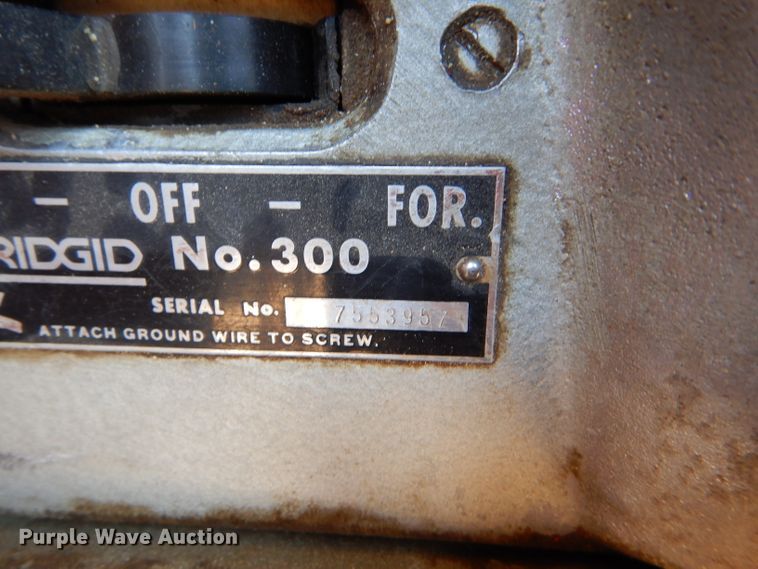 - OFF - FOR.
RIDGID No. 300
SERIAL No. 7553957
ATTACH GROUND WIRE TO SCREW.
Purple Wave Auction